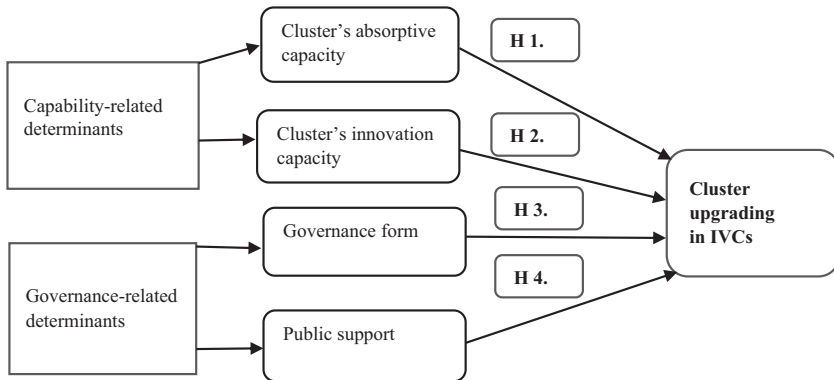 Cluster's absorptive
capacity
H 1.
Capability-related
determinants
Cluster's innovation
capacity
H 2.
Cluster
upgrading
in IVCs
Governance form
H 3.
Governance-related
determinants
H 4.
Public support